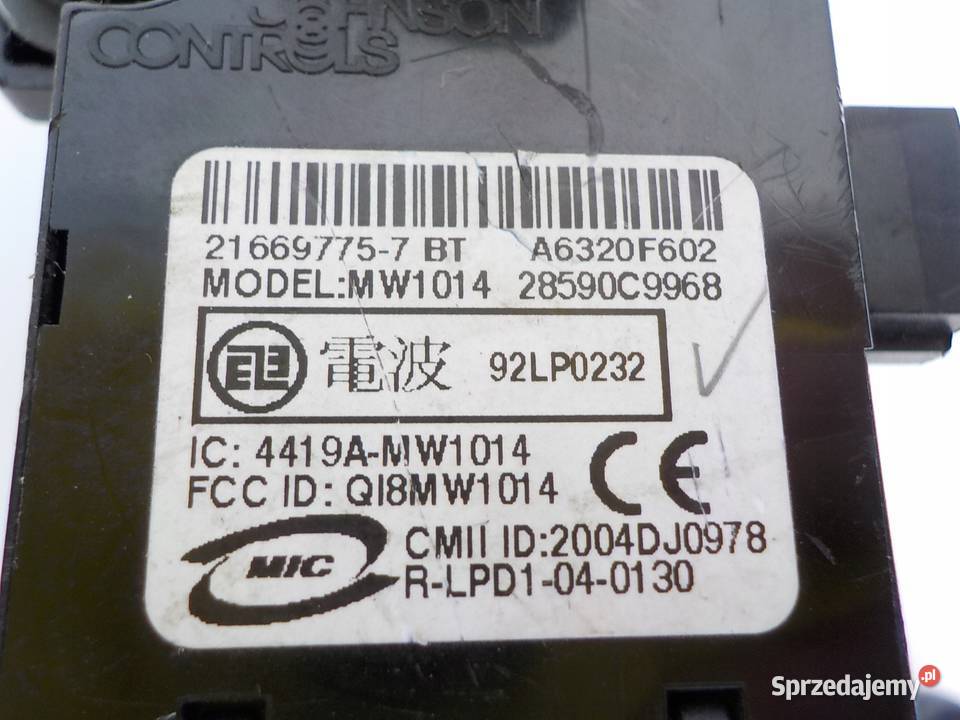 JOHNSON
CONTROLS
21669775-7 BT A6320F602
MODEL:MW1014 28590C9968
電波 92LP0232
IC: 4419A-MW1014
FCC ID: QI8MW1014
CE
MIC
CMII ID:2004DJ0978
R-LPD1-04-0130
Sprzedajemy.pl